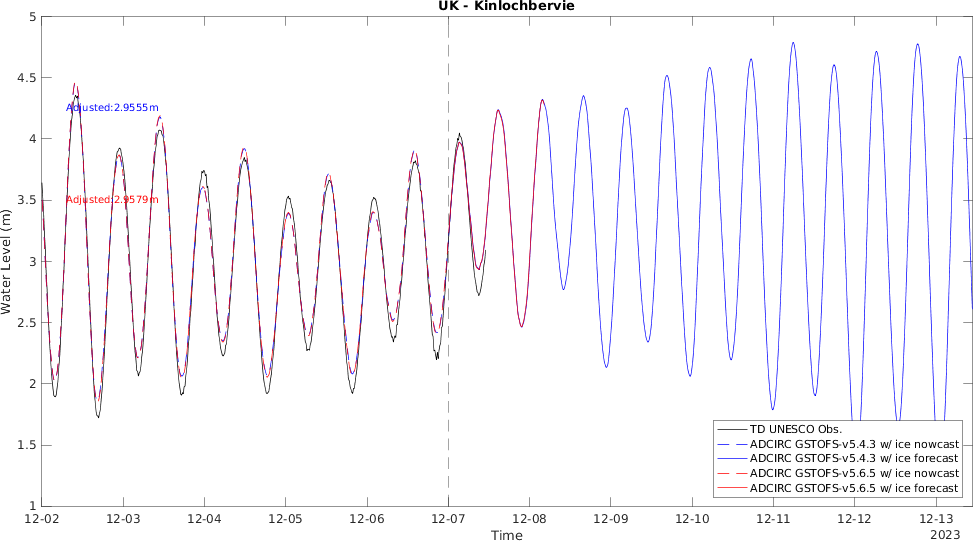 UK - Kinlochbervie
5
4.5
4
3.5
3
2.5
2
1.5
1
Water Level (m)
Adjusted:2.9555m
Adjusted:2.9579m
TD UNESCO Obs.
ADCIRC GSTOFS-v5.4.3 w/ ice nowcast
ADCIRC GSTOFS-v5.4.3 w/ ice forecast
ADCIRC GSTOFS-v5.6.5 w/ ice nowcast
ADCIRC GSTOFS-v5.6.5 w/ ice forecast
12-02 12-03 12-04 12-05 12-06 12-07 12-08 12-09 12-10 12-11 12-12 12-13
Time
2023